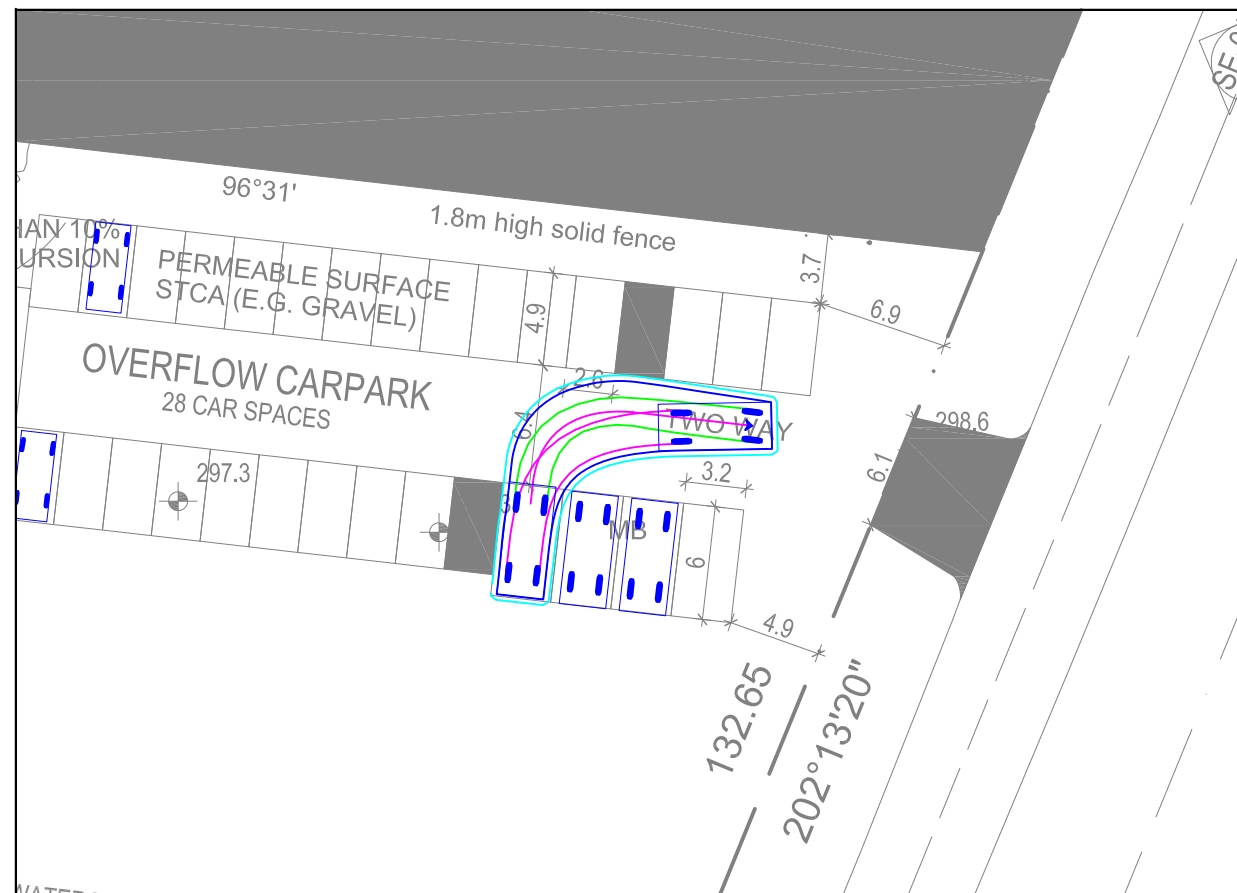 96°31'
1.8m high solid fence
HAN 10%
URSION
PERMEABLE SURFACE
STCA (E.G. GRAVEL)
3.7
6.9
4.9
OVERFLOW CARPARK
28 CAR SPACES
2.6
6.4
TWO WAY
298.6
297.3
3.2
6.1
MB
6
4.9
132.65
202°13'20"